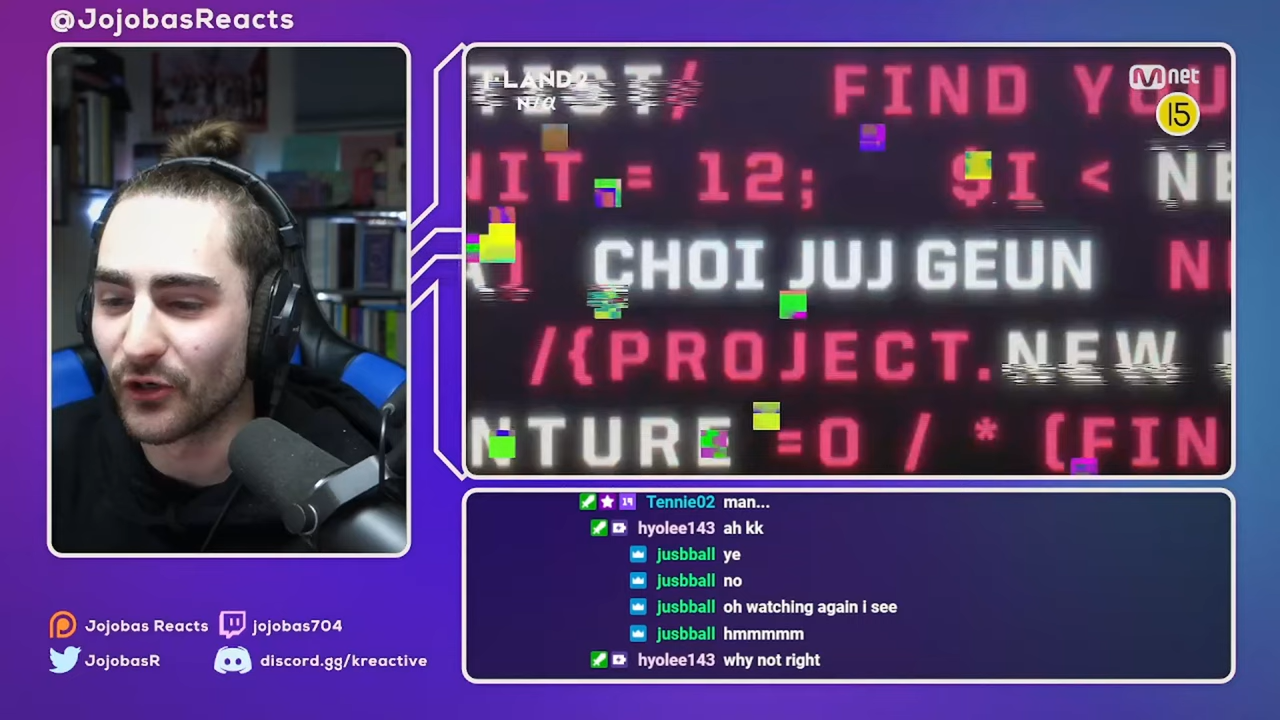 @JojobasReacts
I-LAND2
N/α
TIST/ FIND YOU
Mnet
15
NIT = 12; $I < NE
A] CHOI JUJ GEUN N
/{PROJECT.NEW
NTURE =0 / * (FIN
Tennie02 man...
hyolee143 ah kk
jusbball ye
jusbball no
jusbball oh watching again i see
jusbball hmmmmm
hyolee143 why not right
19
Jojobas Reacts
jojobas704
JojobasR
discord.gg/kreactive